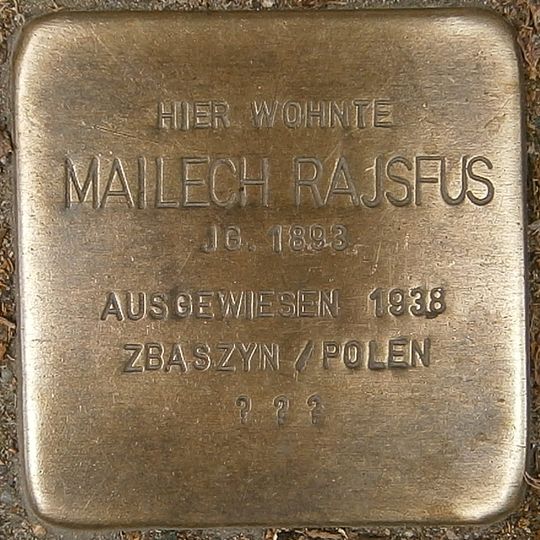 HIER WOHNTE
MAILECH RAJSFUS
JG. 1893
AUSGEWIESEN 1938
ZBASZYN / POLEN
? ? ?